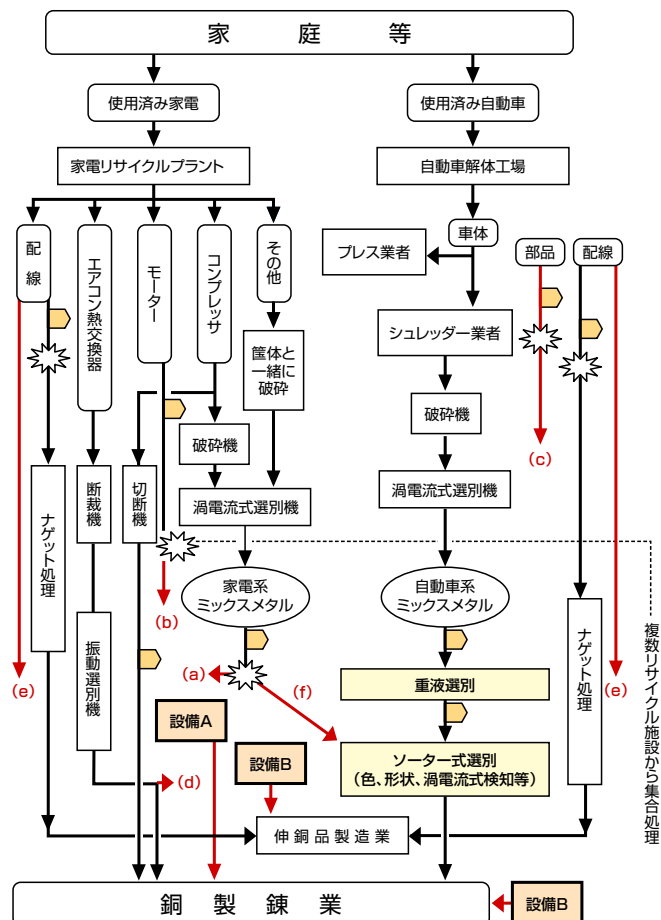 家庭等
使用済み家電
使用済み自動車
家電リサイクルプラント
自動車解体工場
配線
エアコン熱交換器
モーター
コンプレッサ
その他
車体
プレス業者
部品
配線
筐体と
一緒に
破砕
シュレッダー業者
破砕機
破砕機
(c)
ナゲット処理
断裁機
切断機
渦電流式選別機
渦電流式選別機
家電系
ミックスメタル
自動車系
ミックスメタル
(b)
ナゲット処理
複数リサイクル施設から集合処理
振動選別機
(e)
(a)
(f)
重液選別
(e)
設備A
設備B
ソーター式選別
(色、形状、渦電流式検知等)
(d)
伸銅品製造業
銅製錬業
設備B